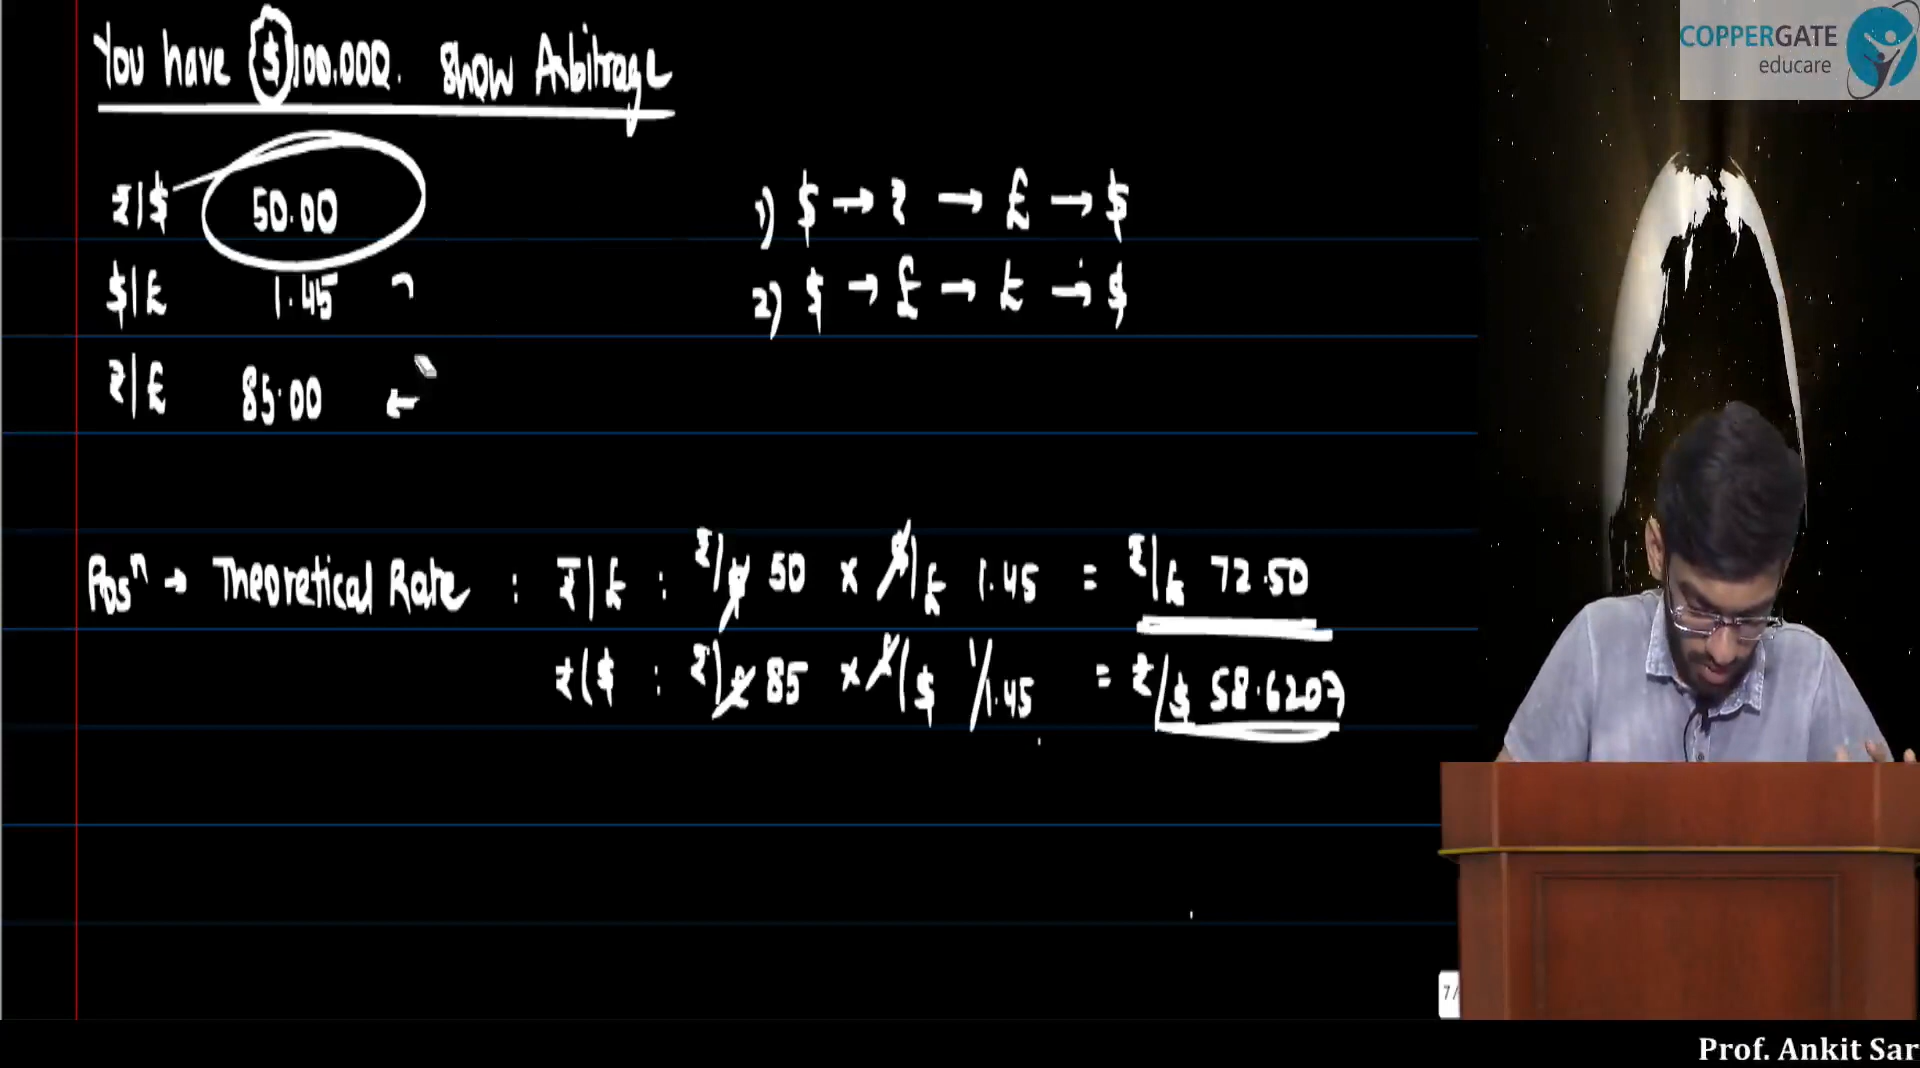 You have $100,000. Show Arbitrage
₹|$ 50.00
$|£ 1.45
₹|£ 85.00 ←
1) $ → ₹ → £ → $
2) $ → £ → ₹ → $
Posⁿ → Theoretical Rate : ₹|£ : ₹/$ 50 x $/£ 1.45 = ₹/£ 72.50
₹|$ : ₹/£ 85 x £/$ 1/1.45 = ₹/$ 58.6207
COPPERGATE
educare
7/
Prof. Ankit Sar